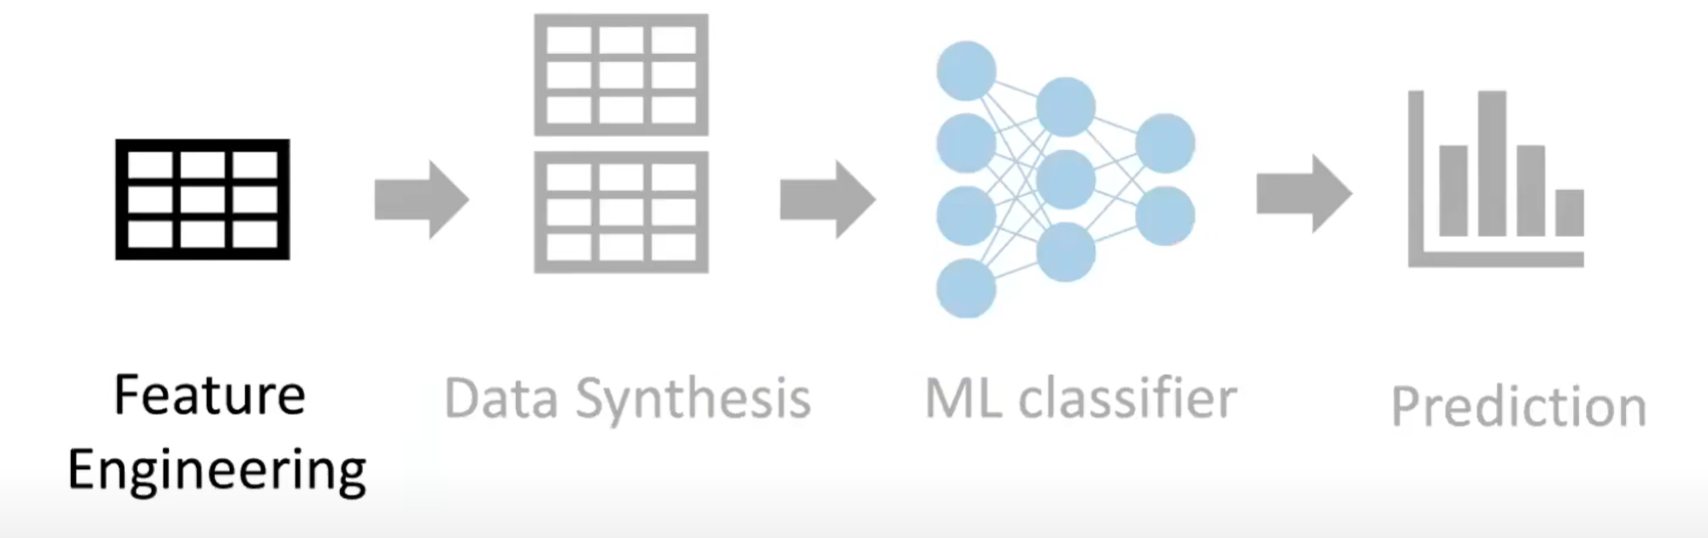 Feature
Engineering
Data Synthesis
ML classifier
Prediction